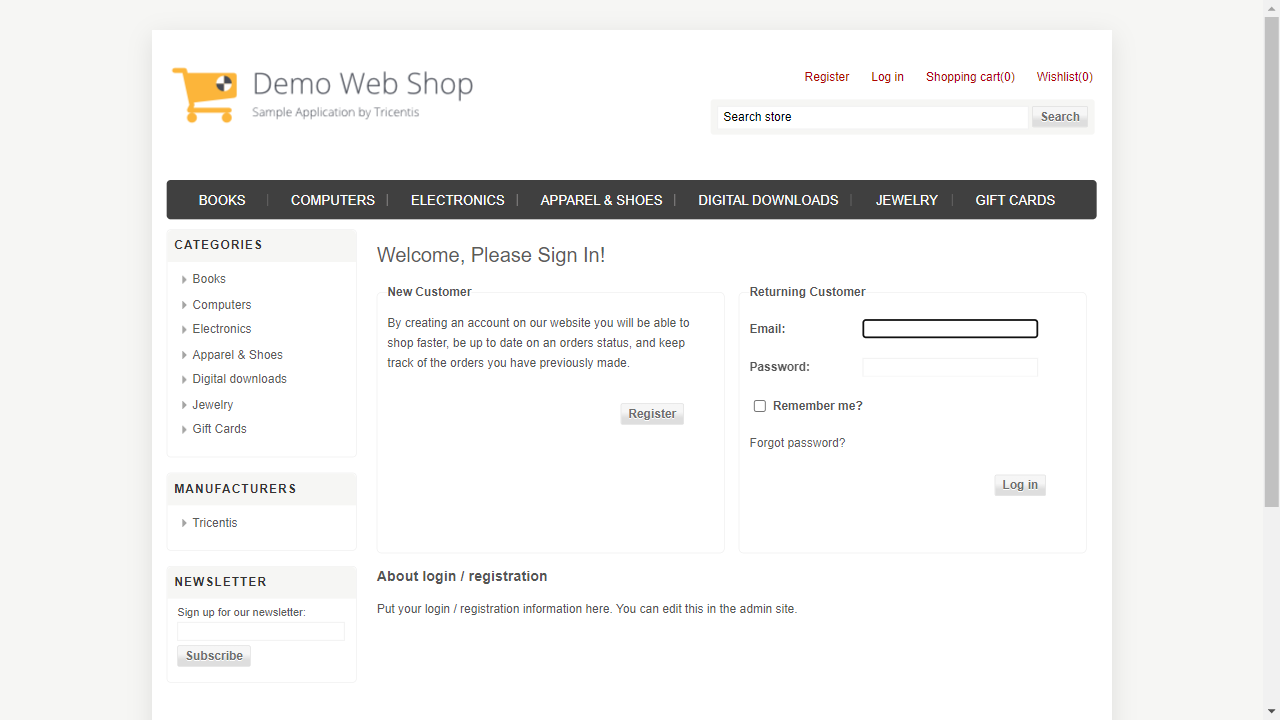 Demo Web Shop
Sample Application by Tricentis
Register Log in Shopping cart(0) Wishlist(0)
Search store Search
BOOKS COMPUTERS ELECTRONICS APPAREL & SHOES DIGITAL DOWNLOADS JEWELRY GIFT CARDS
CATEGORIES
Books
Computers
Electronics
Apparel & Shoes
Digital downloads
Jewelry
Gift Cards
MANUFACTURERS
Tricentis
NEWSLETTER
Sign up for our newsletter:
Subscribe
Welcome, Please Sign In!
New Customer
By creating an account on our website you will be able to
shop faster, be up to date on an orders status, and keep
track of the orders you have previously made.
Register
Returning Customer
Email:
Password:
Remember me?
Forgot password?
Log in
About login / registration
Put your login / registration information here. You can edit this in the admin site.